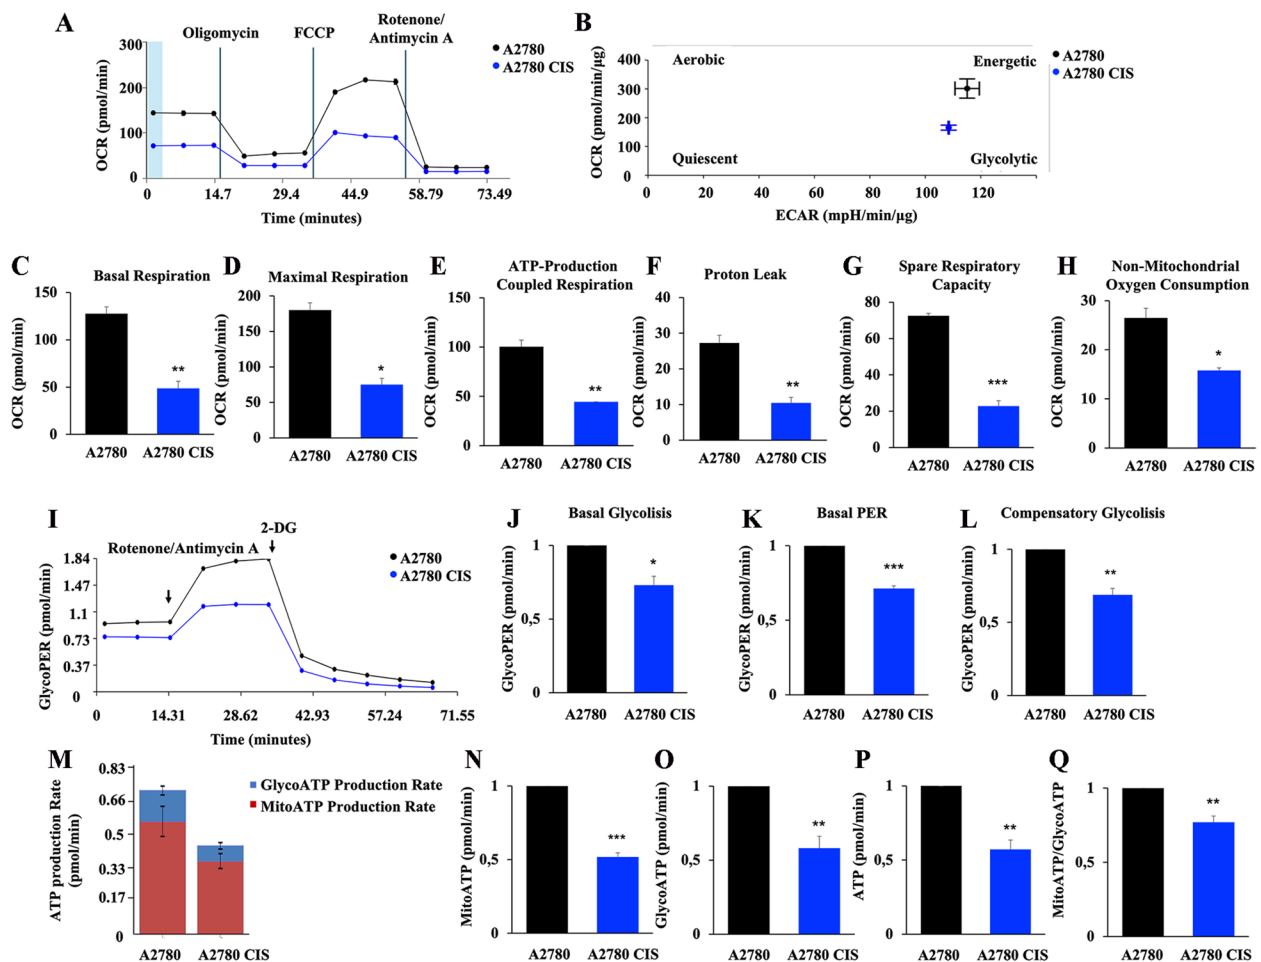 A
Oligomycin
FCCP
Rotenone/
Antimycin A
300
200
100
0
OCR (pmol/min)
0 14.7 29.4 44.9 58.79 73.49
Time (minutes)
A2780
A2780 CIS
B
Aerobic
Energetic
Quiescent
Glycolytic
400
300
200
100
0
OCR (pmol/min/µg)
0 20 40 60 80 100 120
ECAR (mpH/min/µg)
A2780
A2780 CIS
C
Basal Respiration
150
100
50
0
OCR (pmol/min)
**
A2780 A2780 CIS
D
Maximal Respiration
200
150
100
50
0
OCR (pmol/min)
*
A2780 A2780 CIS
E
ATP-Production
Coupled Respiration
150
100
50
0
OCR (pmol/min)
**
A2780 A2780 CIS
F
Proton Leak
40
30
20
10
0
OCR (pmol/min)
**
A2780 A2780 CIS
G
Spare Respiratory
Capacity
80
60
40
20
0
OCR (pmol/min)
***
A2780 A2780 CIS
H
Non-Mitochondrial
Oxygen Consumption
30
20
10
0
OCR (pmol/min)
*
A2780 A2780 CIS
I
2-DG
Rotenone/Antimycin A
1.84
1.47
1.1
0.73
0.37
0
GlycoPER (pmol/min)
0 14.31 28.62 42.93 57.24 71.55
Time (minutes)
A2780
A2780 CIS
J
Basal Glycolisis
1
0,5
0
GlycoPER (pmol/min)
*
A2780 A2780 CIS
K
Basal PER
1
0,5
0
GlycoPER (pmol/min)
***
A2780 A2780 CIS
L
Compensatory Glycolisis
1
0,5
0
GlycoPER (pmol/min)
**
A2780 A2780 CIS
M
0.83
0.66
0.5
0.33
0.17
0
ATP production Rate
(pmol/min)
GlycoATP Production Rate
MitoATP Production Rate
A2780 A2780 CIS
N
1
0,5
0
MitoATP (pmol/min)
***
A2780 A2780 CIS
O
1
0,5
0
GlycoATP (pmol/min)
**
A2780 A2780 CIS
P
1
0,5
0
ATP (pmol/min)
**
A2780 A2780 CIS
Q
1
0,5
0
MitoATP/GlycoATP
**
A2780 A2780 CIS